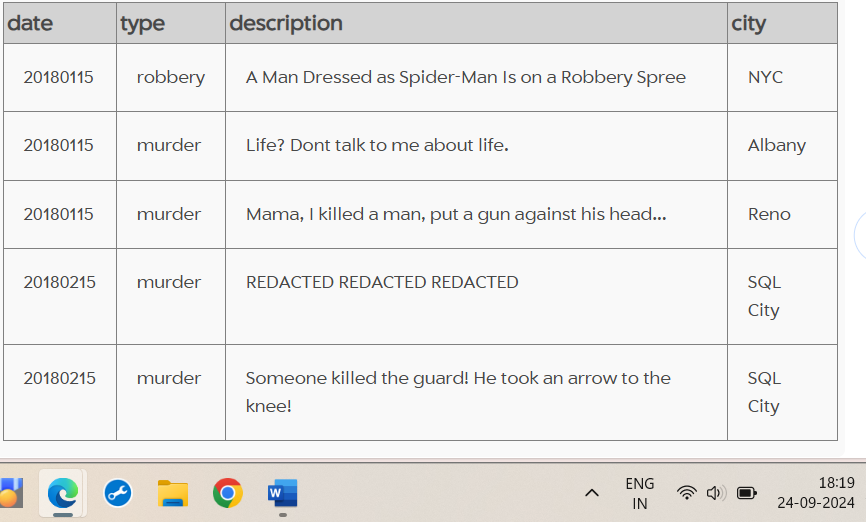 date type description city
20180115 robbery A Man Dressed as Spider-Man Is on a Robbery Spree NYC
20180115 murder Life? Dont talk to me about life. Albany
20180115 murder Mama, I killed a man, put a gun against his head... Reno
20180215 murder REDACTED REDACTED REDACTED SQL
City
20180215 murder Someone killed the guard! He took an arrow to the SQL
knee! City
W
ENG 18:19
IN 24-09-2024